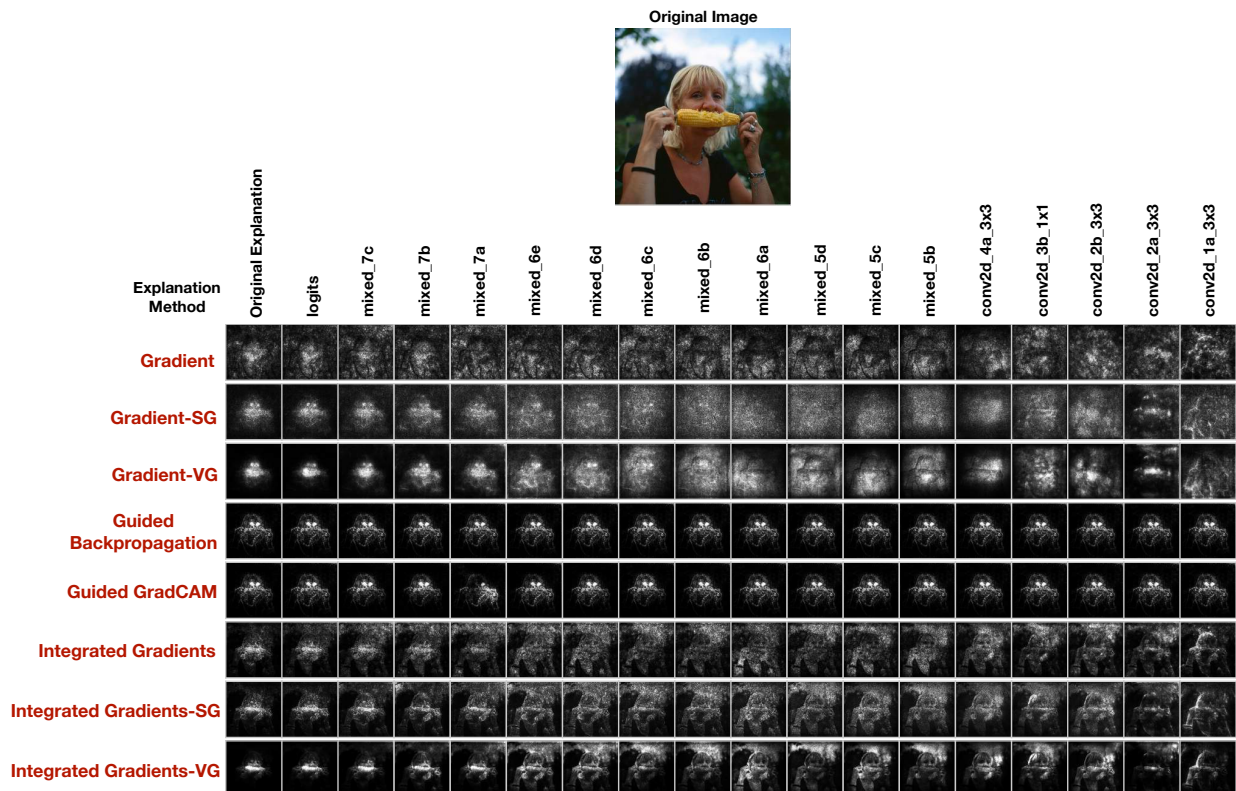 Original Image
Explanation
Method
Original Explanation
logits
mixed_7c
mixed_7b
mixed_7a
mixed_6e
mixed_6d
mixed_6c
mixed_6b
mixed_6a
mixed_5d
mixed_5c
mixed_5b
conv2d_4a_3x3
conv2d_3b_1x1
conv2d_2b_3x3
conv2d_2a_3x3
conv2d_1a_3x3
Gradient
Gradient-SG
Gradient-VG
Guided
Backpropagation
Guided GradCAM
Integrated Gradients
Integrated Gradients-SG
Integrated Gradients-VG